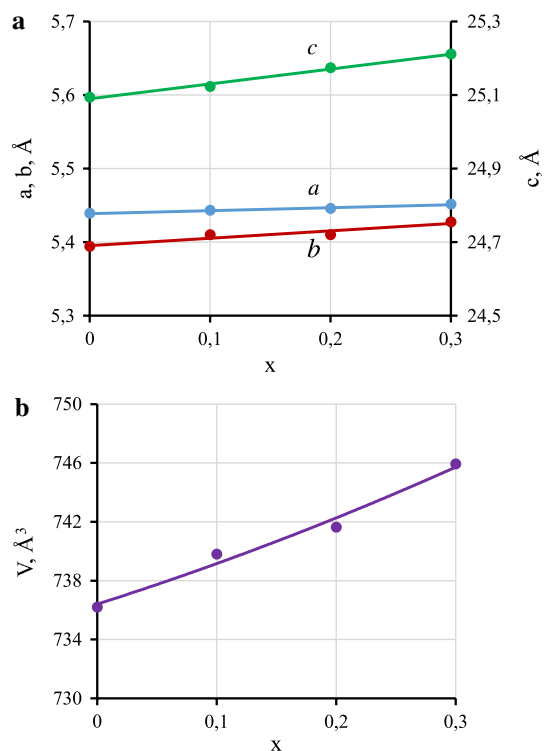 a
5,7
5,6
5,5
5,4
5,3
a, b, Å
25,3
25,1
24,9
24,7
24,5
c, Å
c
a
b
0
0,1
0,2
0,3
x
b
750
746
742
738
734
730
V, Å³
0
0,1
0,2
0,3
x